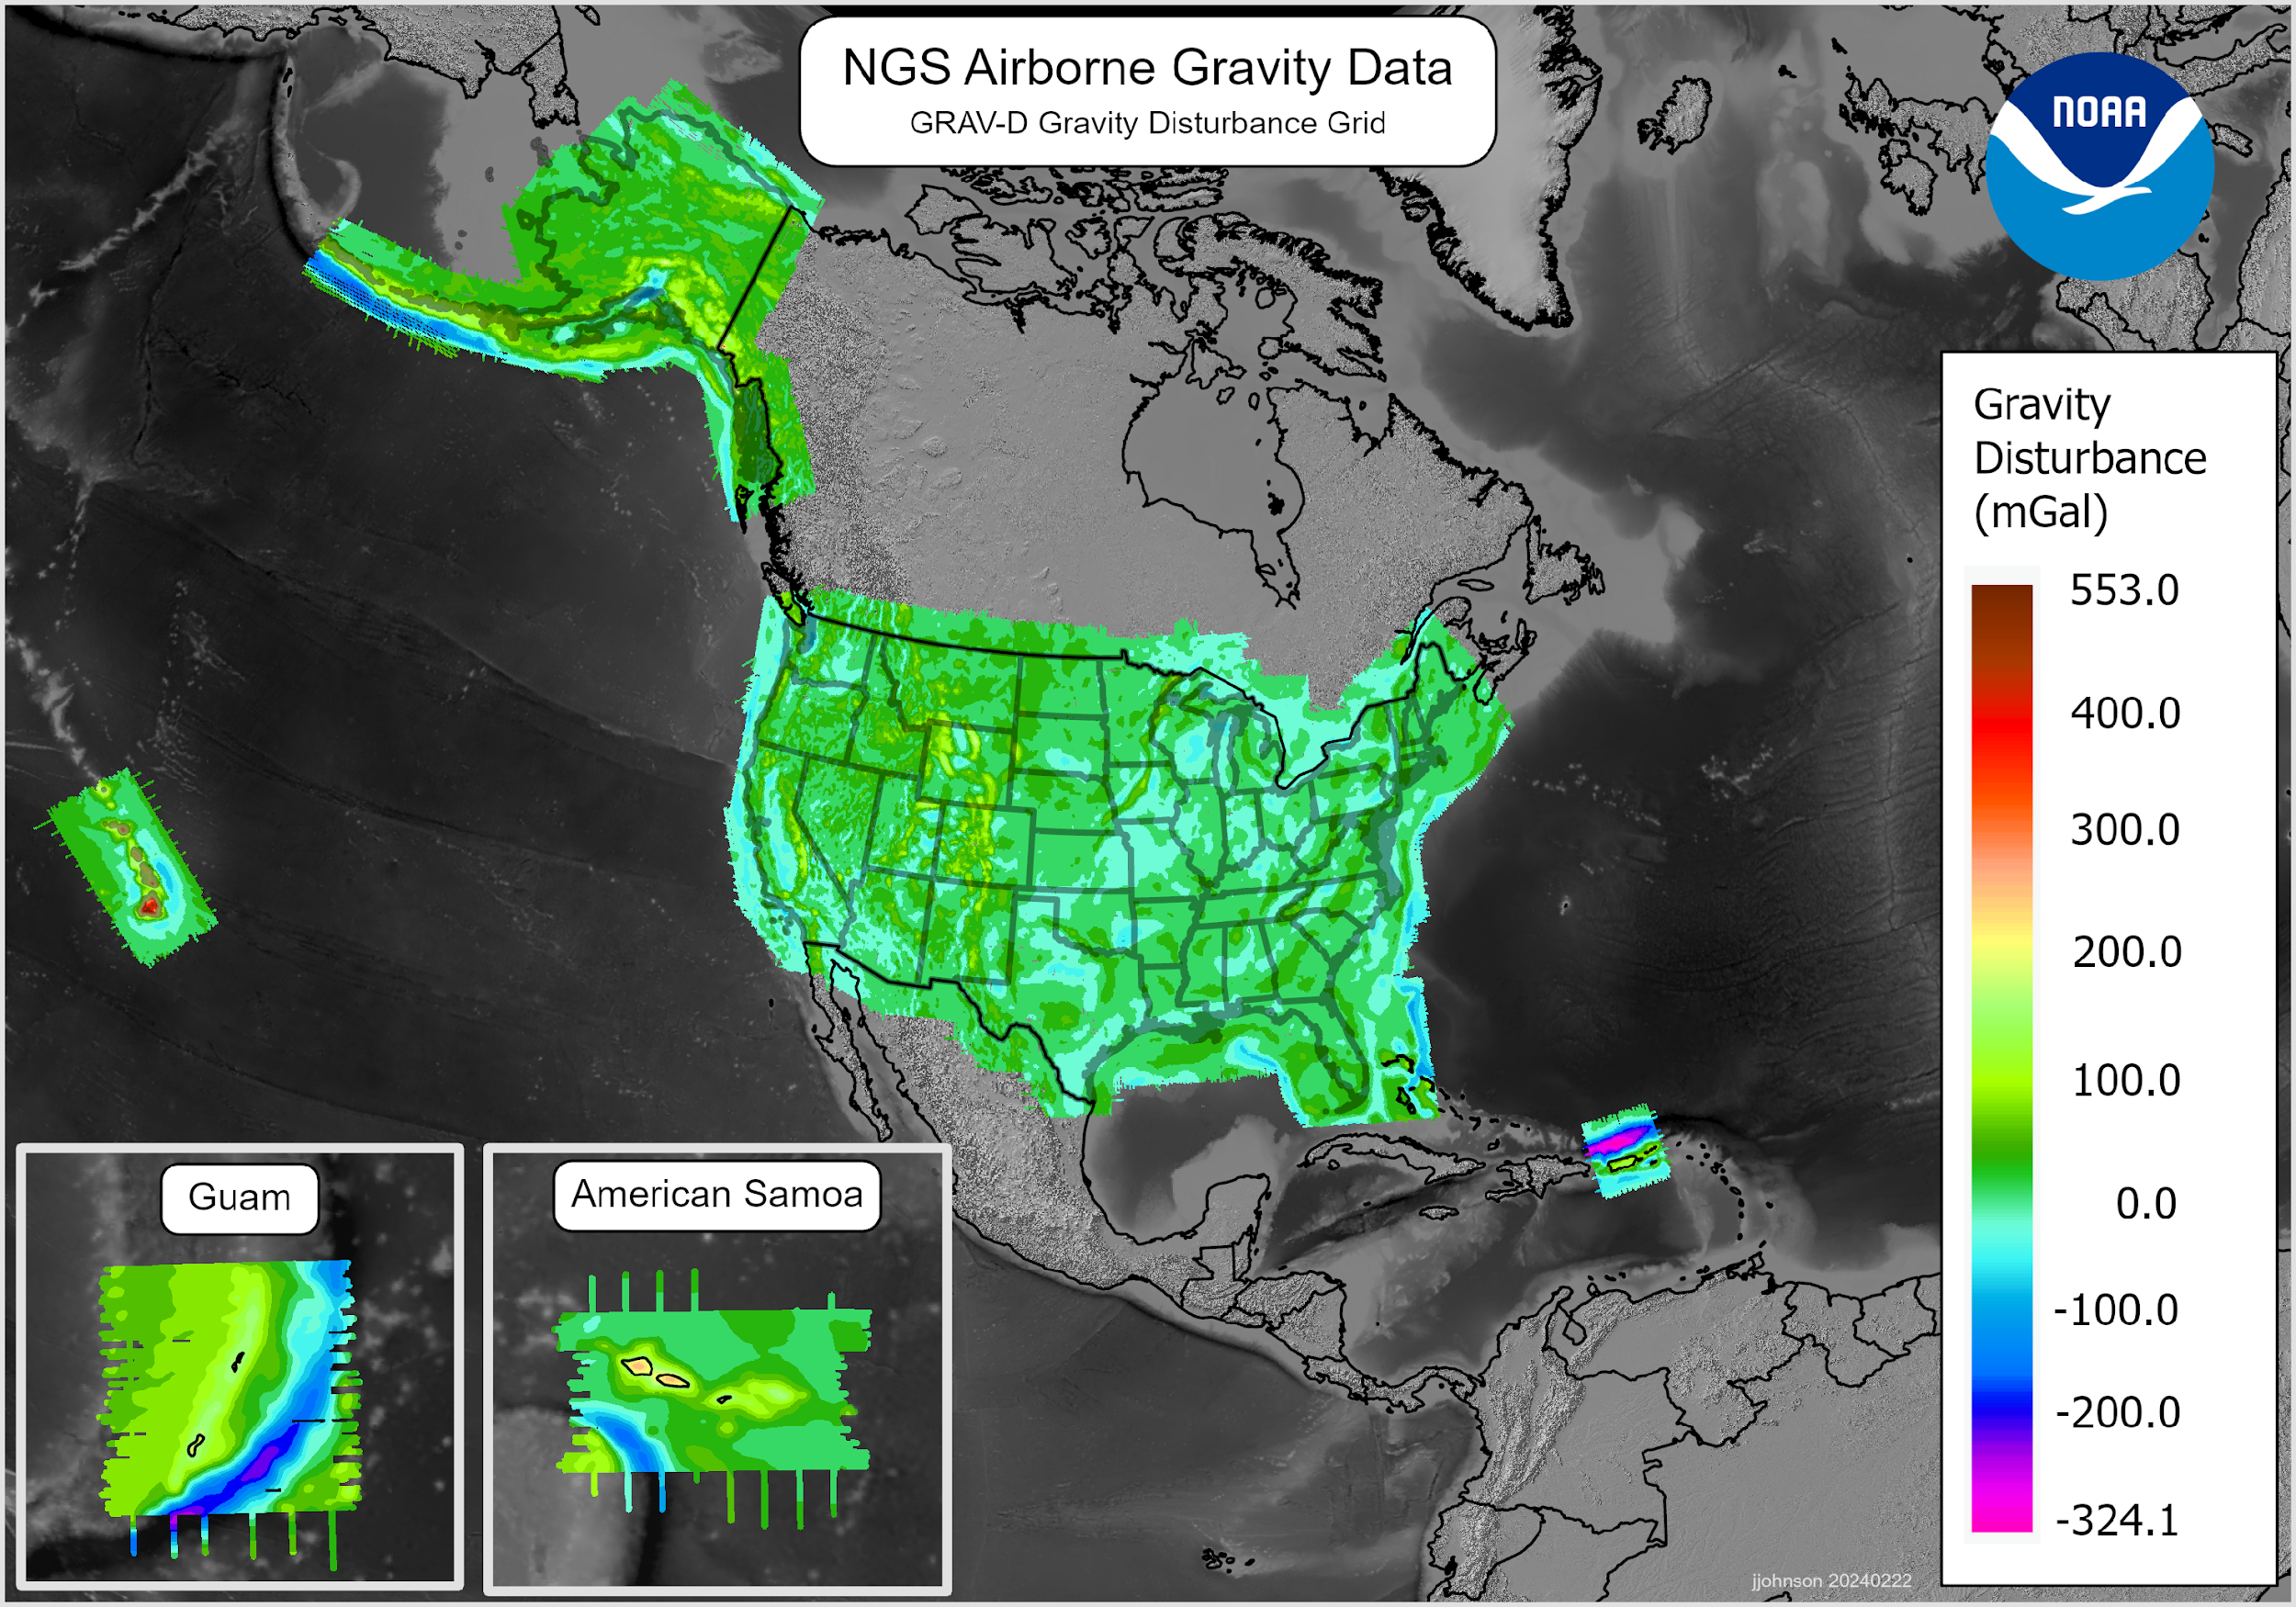 NGS Airborne Gravity Data
GRAV-D Gravity Disturbance Grid
NOAA
Gravity
Disturbance
(mGal)
553.0
400.0
300.0
200.0
100.0
0.0
-100.0
-200.0
-324.1
Guam
American Samoa
jjohnson 20240222